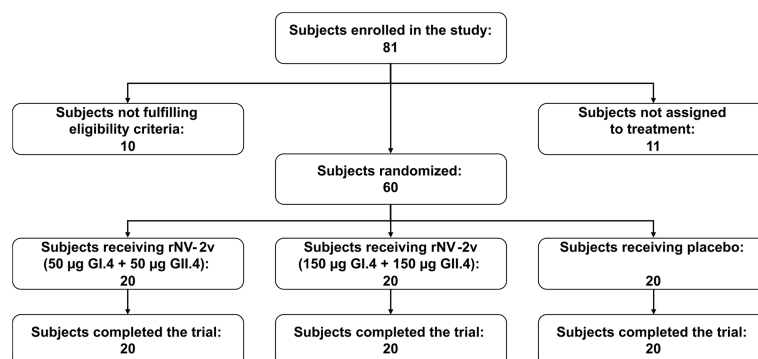 Subjects enrolled in the study:
81
Subjects not fulfilling
eligibility criteria:
10
Subjects not assigned
to treatment:
11
Subjects randomized:
60
Subjects receiving rNV-2v
(50 µg GI.4 + 50 µg GII.4):
20
Subjects receiving rNV-2v
(150 µg GI.4 + 150 µg GII.4):
20
Subjects receiving placebo:
20
Subjects completed the trial:
20
Subjects completed the trial:
20
Subjects completed the trial:
20